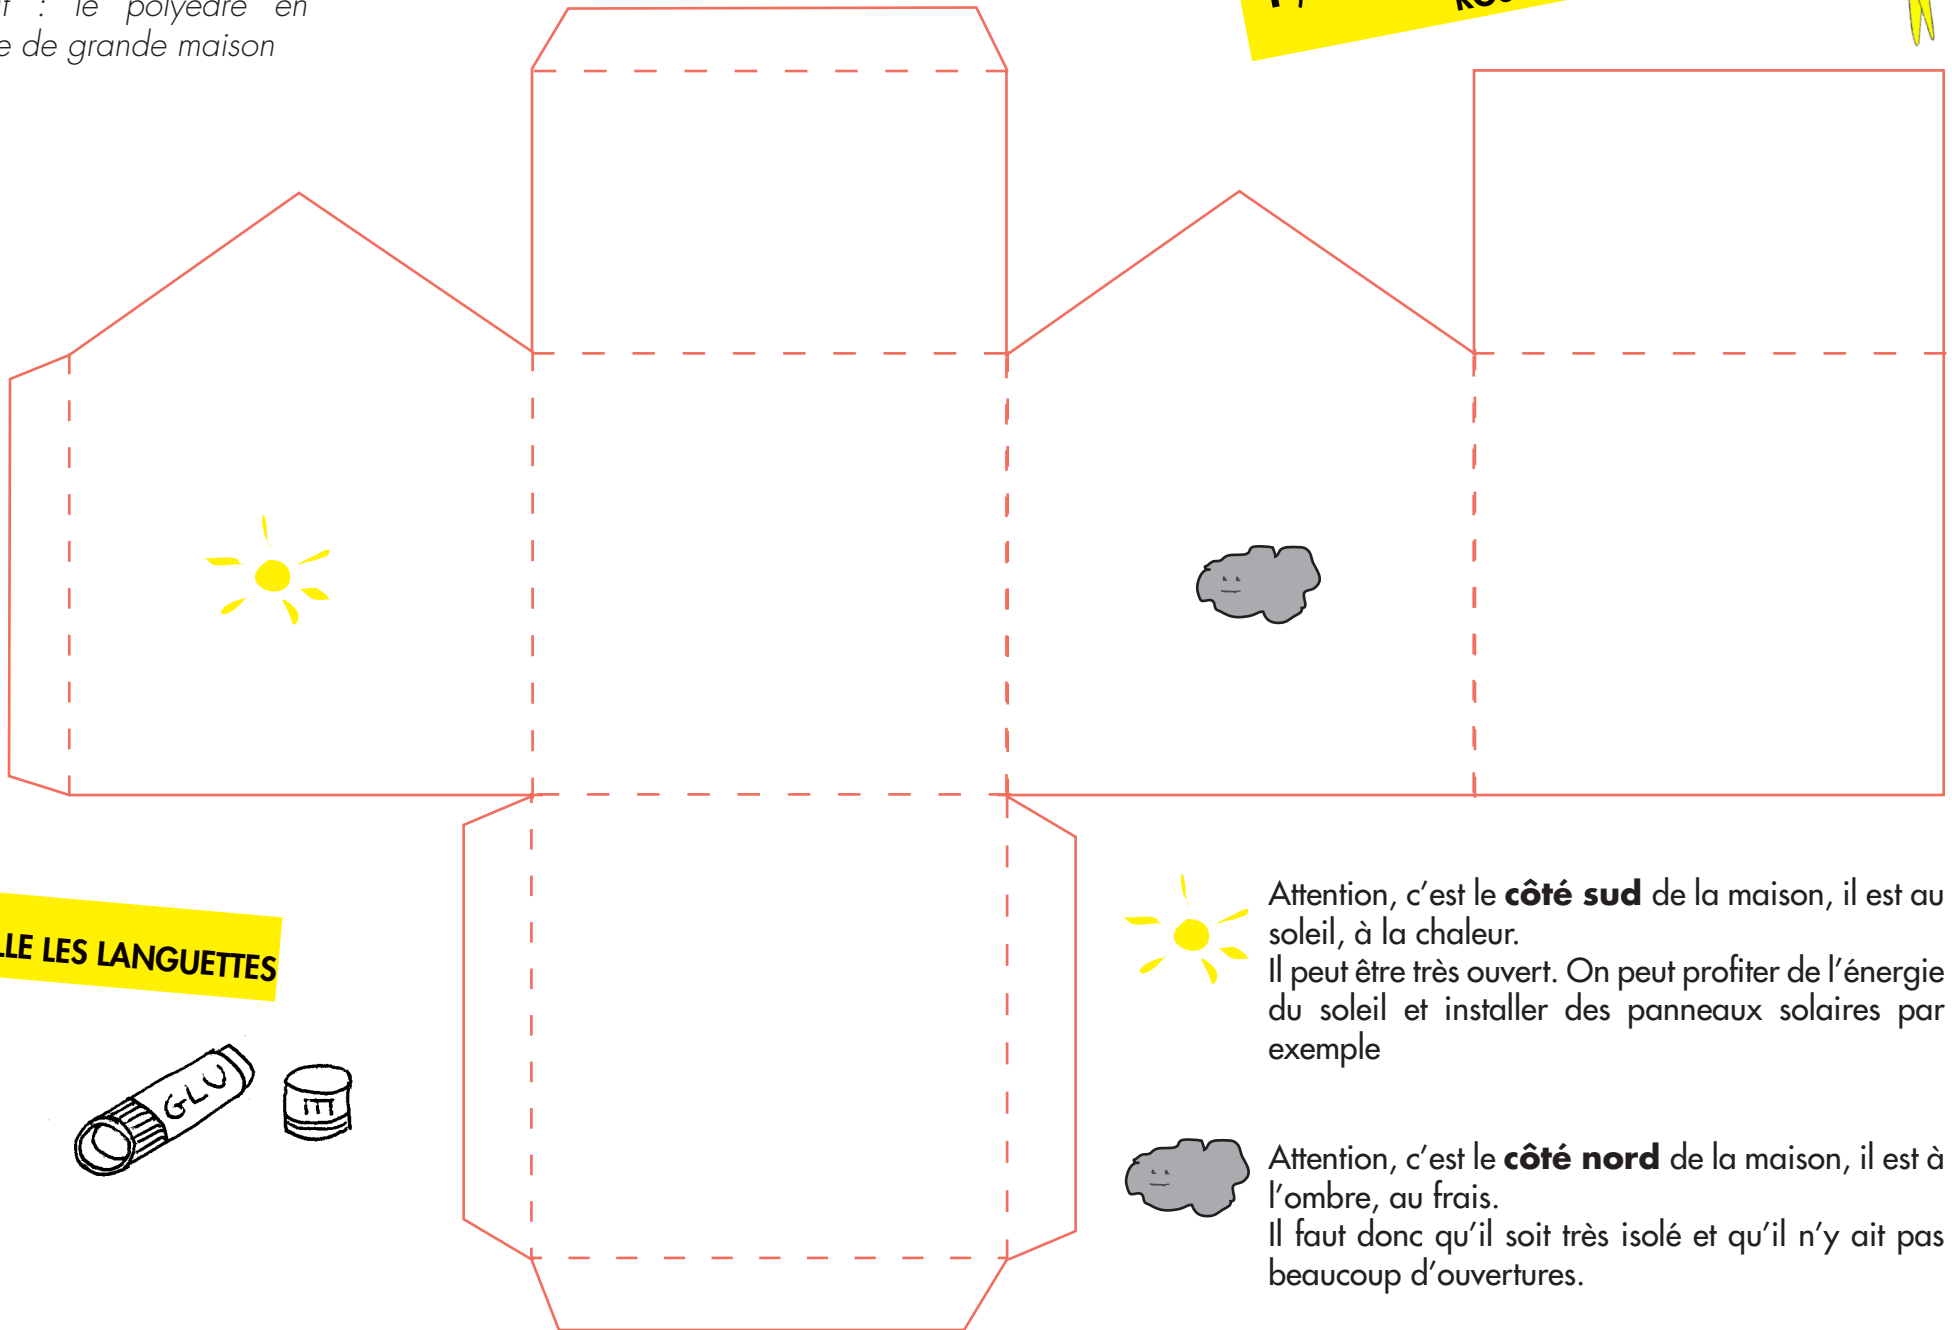 : le polyèdre en
de grande maison
LES LANGUETTES
GLU
Attention, c’est le côté sud de la maison, il est au
soleil, à la chaleur.
Il peut être très ouvert. On peut profiter de l’énergie
du soleil et installer des panneaux solaires par
exemple
Attention, c’est le côté nord de la maison, il est à
l’ombre, au frais.
Il faut donc qu’il soit très isolé et qu’il n’y ait pas
beaucoup d’ouvertures.